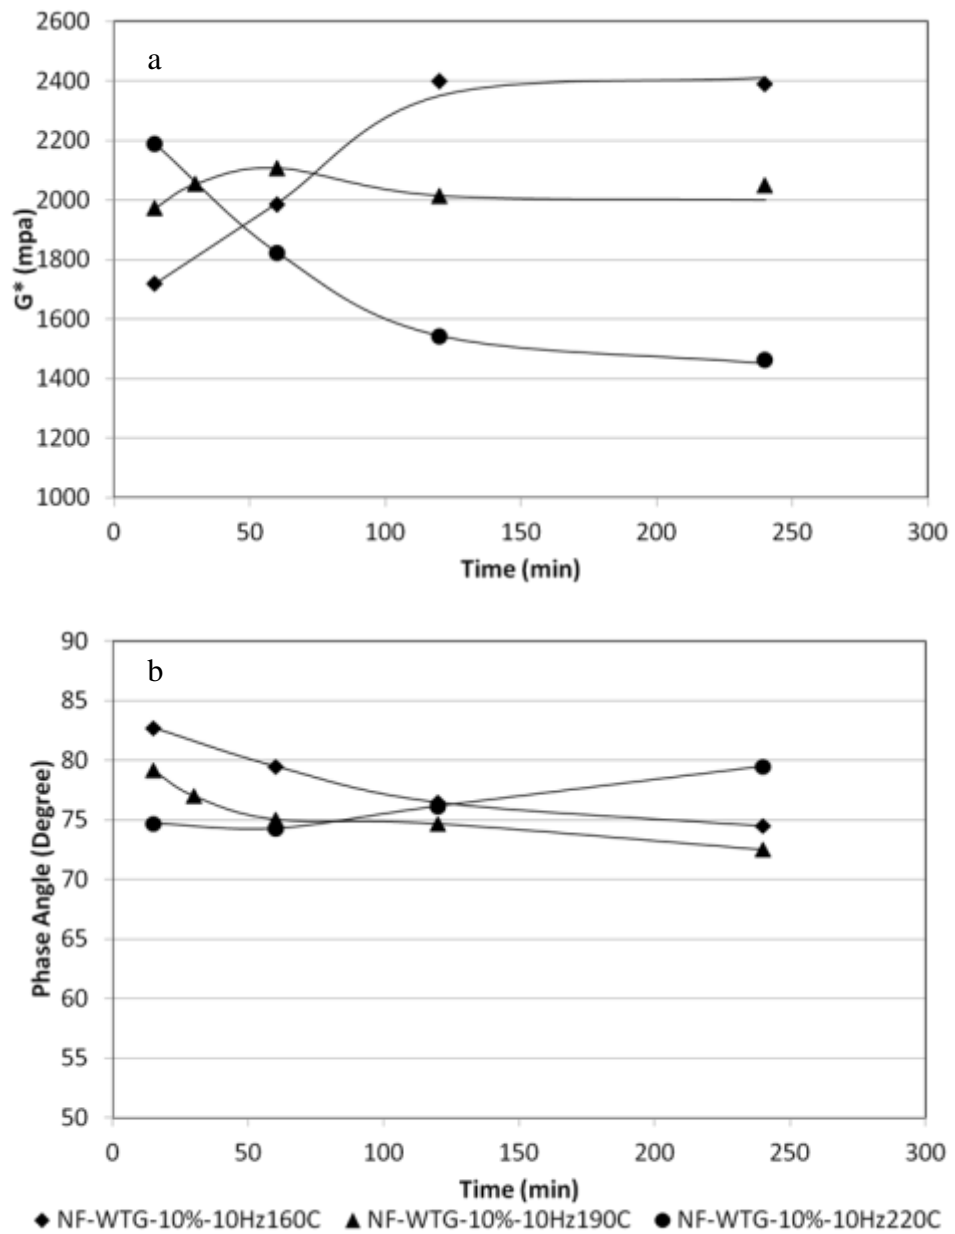 a
2600
2400
2200
2000
1800
1600
1400
1200
1000
G* (mpa)
0 50 100 150 200 250 300
Time (min)
b
90
85
80
75
70
65
60
55
50
Phase Angle (Degree)
0 50 100 150 200 250 300
Time (min)
NF-WTG-10%-10Hz160C NF-WTG-10%-10Hz190C NF-WTG-10%-10Hz220C